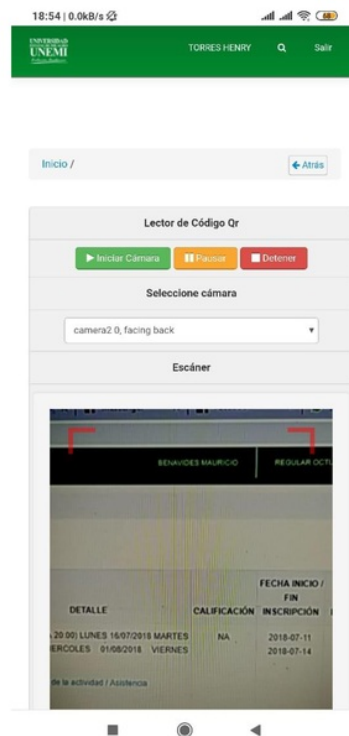 18:54 | 0.0kB/s
68
UNIVERSIDAD
UNEMI
TORRES HENRY
Salir
Inicio /
Atrás
Lector de Código Qr
Iniciar Cámara
Pausar
Detener
Seleccione cámara
camera2 0, facing back
Escáner
BENAVIDES MAURICIO
REGULAR OCTU
FECHA INICIO /
FIN
DETALLE
CALIFICACIÓN
INSCRIPCIÓN
20:00) LUNES 16/07/2018 MARTES
NA
2018-07-11
ERCOLES 01/08/2018 VIERNES
2018-07-14
de la actividad / Asistencia